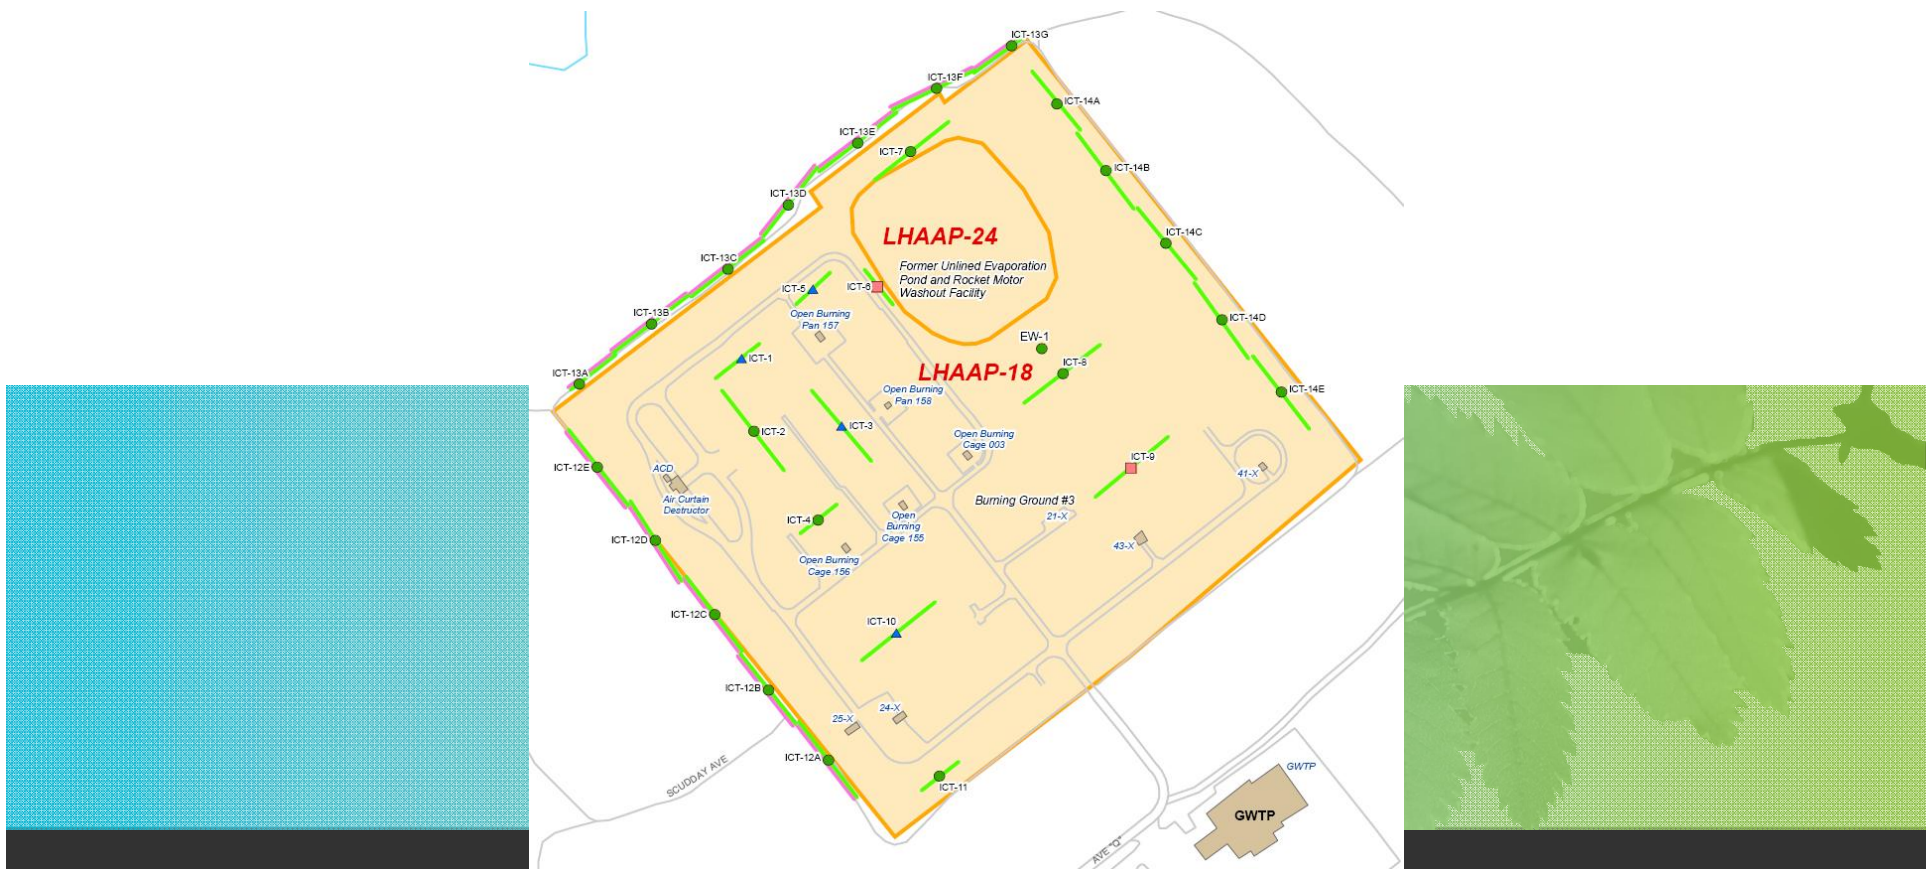 ICT-13G
ICT-13F
ICT-14A
ICT-13E
ICT-7
ICT-14B
ICT-13D
LHAAP-24
ICT-14C
ICT-13C
Former Unlined Evaporation
Pond and Rocket Motor
Washout Facility
ICT-5
ICT-6
Open Burning
Pan 157
ICT-13B
ICT-14D
EW-1
ICT-1
ICT-8
LHAAP-18
ICT-13A
Open Burning
Pan 158
ICT-14E
ICT-2
ICT-3
Open Burning
Cage 003
ICT-9
ICT-12E
ACD
41-X
Air Curtain
Destructor
Burning Ground #3
21-X
ICT-4
Open
Burning
Cage 155
ICT-12D
43-X
Open Burning
Cage 156
ICT-12C
ICT-10
ICT-12B
24-X
25-X
ICT-12A
SCUDDAY AVE
GWTP
ICT-11
GWTP
AVE "Q"